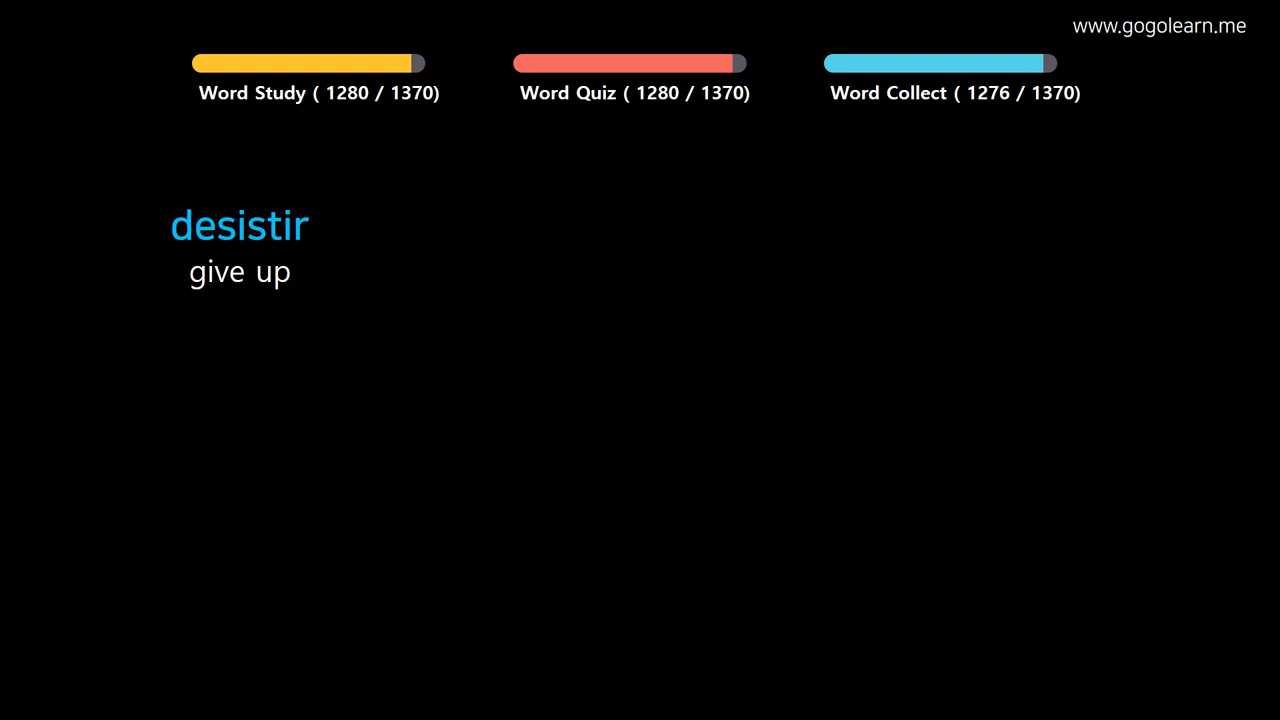 www.gogolearn.me
Word Study ( 1280 / 1370)
Word Quiz ( 1280 / 1370)
Word Collect ( 1276 / 1370)
desistir
give up